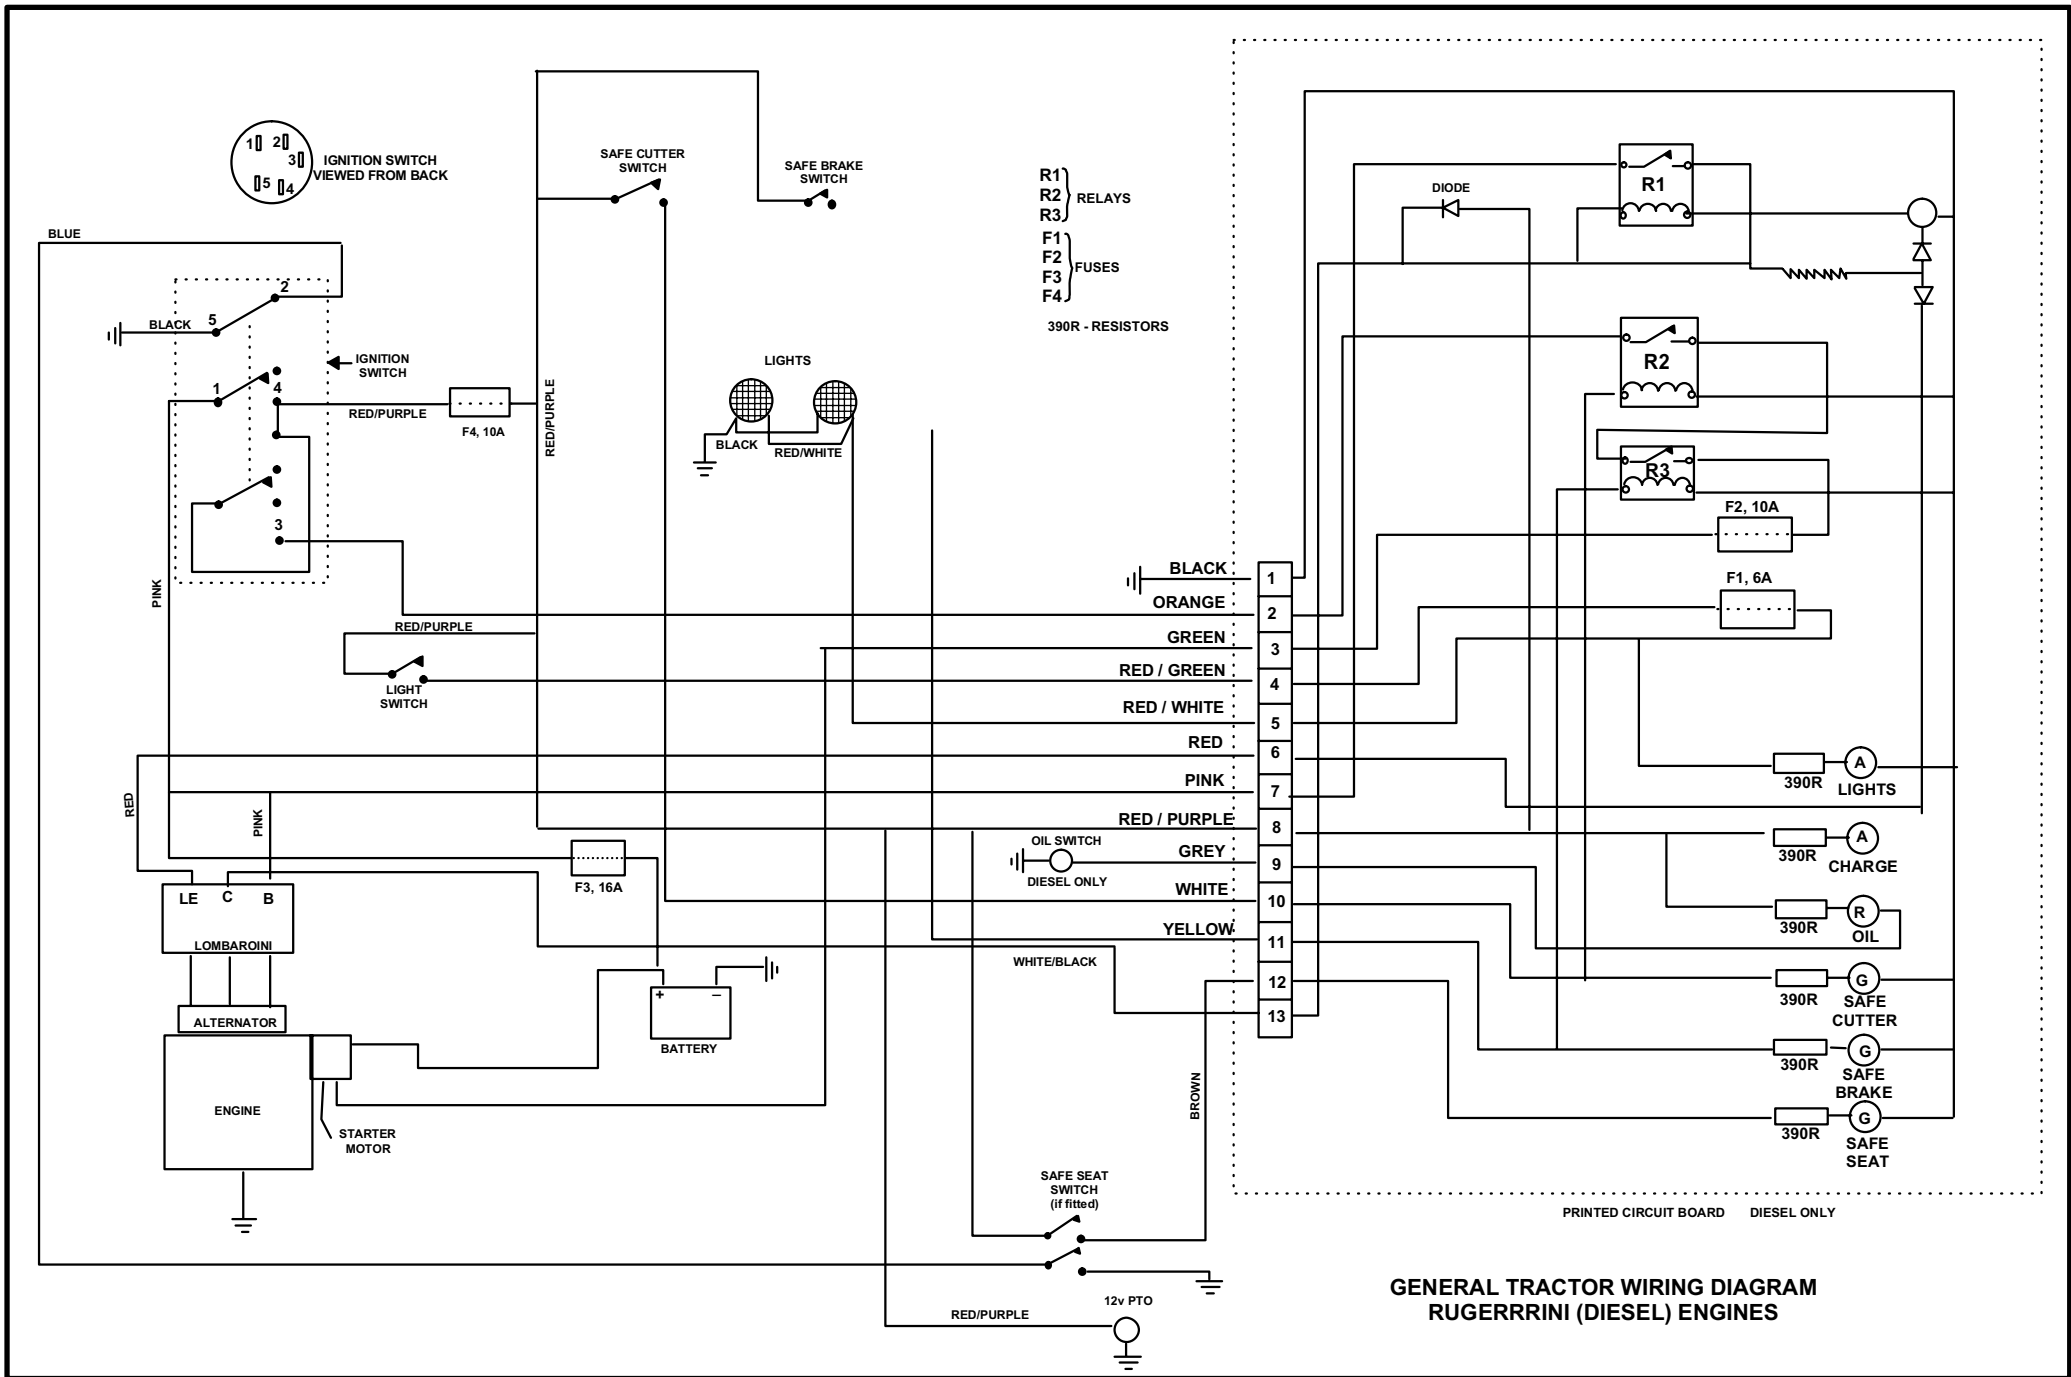 1 2
3
5 4
IGNITION SWITCH
VIEWED FROM BACK
SAFE CUTTER
SWITCH
SAFE BRAKE
SWITCH
R1
R2
R3
RELAYS
F1
F2
F3
F4
FUSES
390R - RESISTORS
BLUE
2
5
BLACK
IGNITION
SWITCH
1
4
RED/PURPLE
F4, 10A
RED/PURPLE
3
PINK
LIGHTS
BLACK
RED/WHITE
RED/PURPLE
LIGHT
SWITCH
RED
PINK
F3, 16A
LE C B
LOMBAROINI
ALTERNATOR
ENGINE
STARTER
MOTOR
+ –
BATTERY
OIL SWITCH
DIESEL ONLY
WHITE/BLACK
BROWN
SAFE SEAT
SWITCH
(if fitted)
12v PTO
RED/PURPLE
BLACK 1
ORANGE 2
GREEN 3
RED / GREEN 4
RED / WHITE 5
RED 6
PINK 7
RED / PURPLE 8
GREY 9
WHITE 10
YELLOW 11
12
13
DIODE
R1
R2
R3
F2, 10A
F1, 6A
A
390R
LIGHTS
A
390R
CHARGE
R
390R
OIL
G
390R
SAFE
CUTTER
G
390R
SAFE
BRAKE
G
390R
SAFE
SEAT
PRINTED CIRCUIT BOARD DIESEL ONLY
GENERAL TRACTOR WIRING DIAGRAM
RUGERRRINI (DIESEL) ENGINES